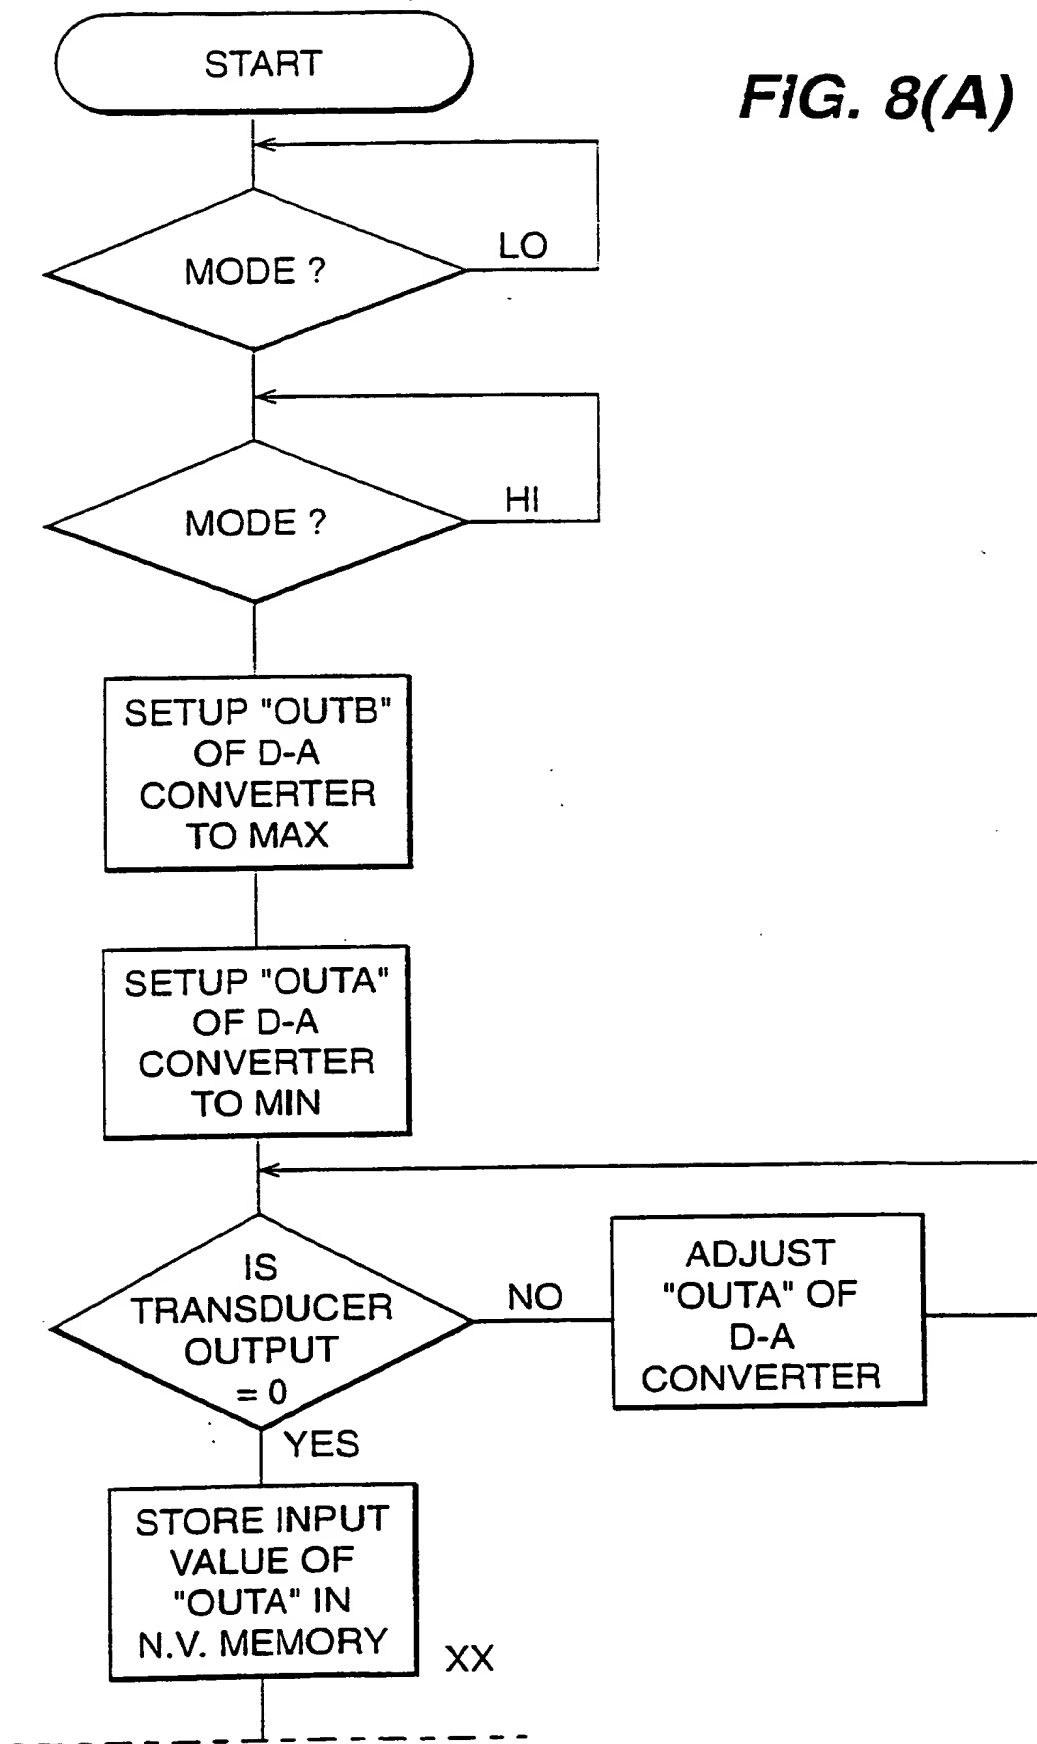 START
FIG. 8(A)
LO
MODE ?
HI
MODE ?
SETUP "OUTB"
OF D-A
CONVERTER
TO MAX
SETUP "OUTA"
OF D-A
CONVERTER
TO MIN
IS
TRANSDUCER
OUTPUT
= 0
NO
ADJUST
"OUTA" OF
D-A
CONVERTER
YES
STORE INPUT
VALUE OF
"OUTA" IN
N.V. MEMORY
XX